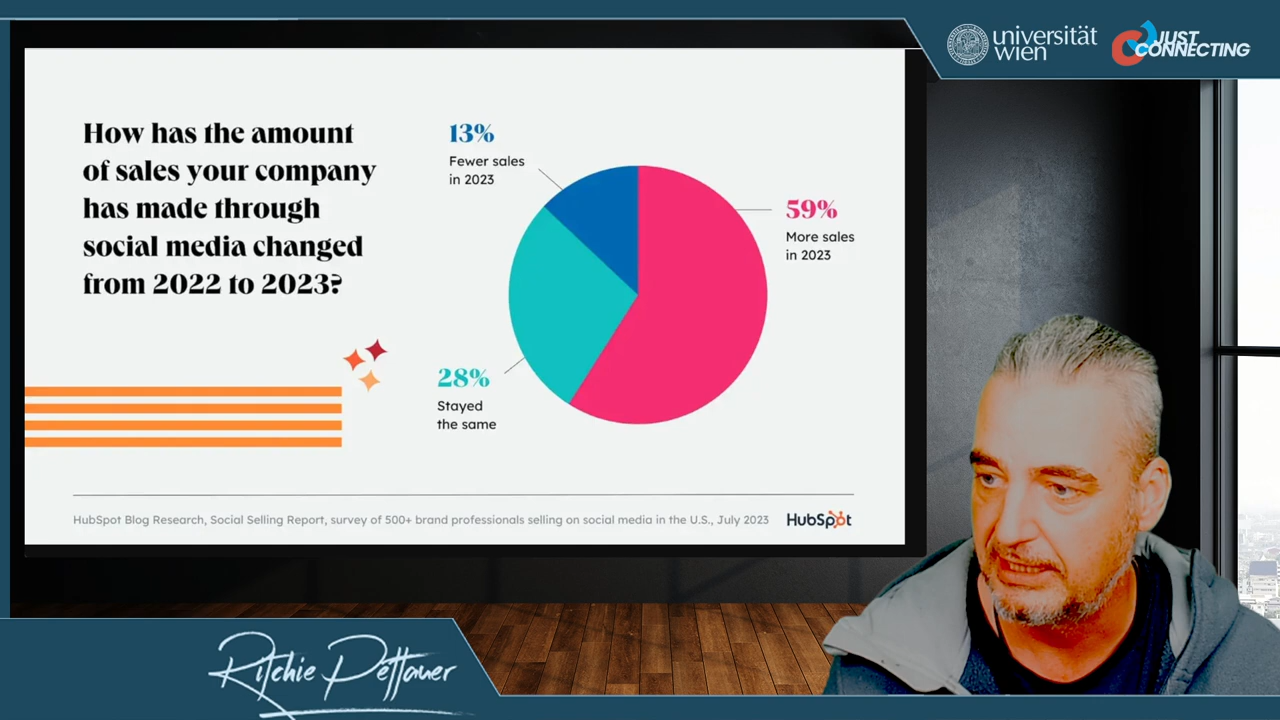 universität
wien
JUST
CONNECTING
How has the amount
of sales your company
has made through
social media changed
from 2022 to 2023?
13%
Fewer sales
in 2023
59%
More sales
in 2023
28%
Stayed
the same
HubSpot Blog Research, Social Selling Report, survey of 500+ brand professionals selling on social media in the U.S., July 2023
HubSpot
Ritchie Pettauer